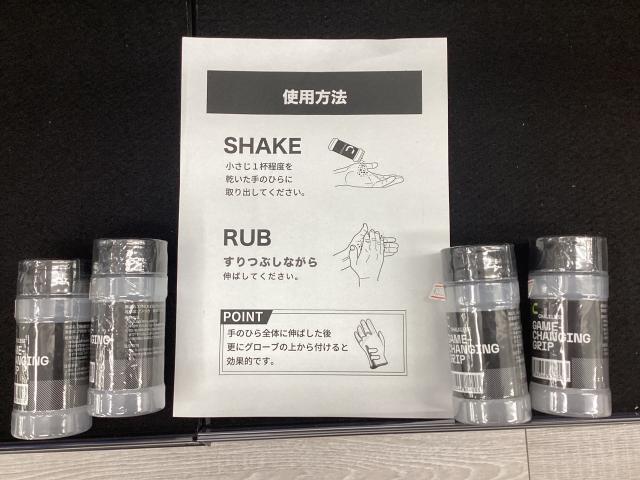 使用方法
SHAKE
小さじ1杯程度を
乾いた手のひらに
取り出してください。
RUB
すりつぶしながら
伸ばしてください。
POINT
手のひら全体に伸ばした後
更にグローブの上から付けると
効果的です。
GAME-
CHANGING
GRIP
GAME-
CHANGING
GRIP